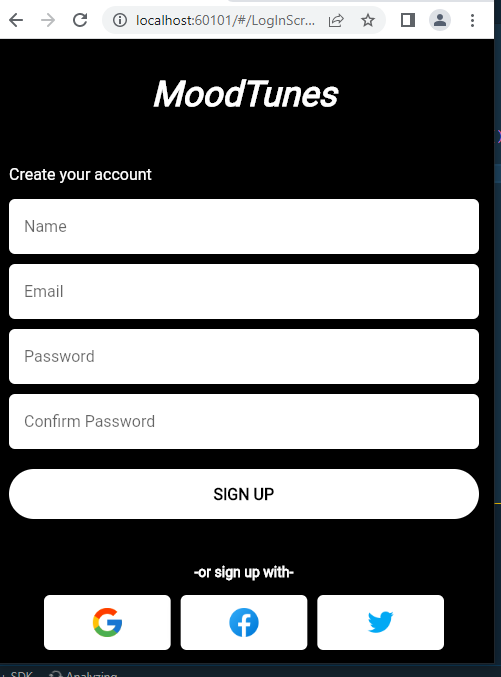 localhost:60101/#/LogInScr...
MoodTunes
Create your account
Name
Email
Password
Confirm Password
SIGN UP
-or sign up with-
SDK
Analyzing